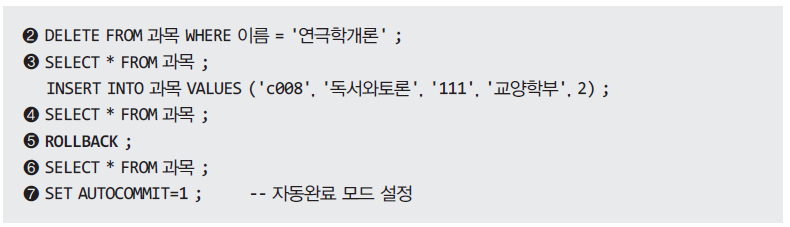 ❷ DELETE FROM 과목 WHERE 이름 = '연극학개론' ;
❸ SELECT * FROM 과목 ;
INSERT INTO 과목 VALUES ('c008', '독서와토론', '111', '교양학부', 2) ;
❹ SELECT * FROM 과목 ;
❺ ROLLBACK ;
❻ SELECT * FROM 과목 ;
❼ SET AUTOCOMMIT=1 ; -- 자동완료 모드 설정